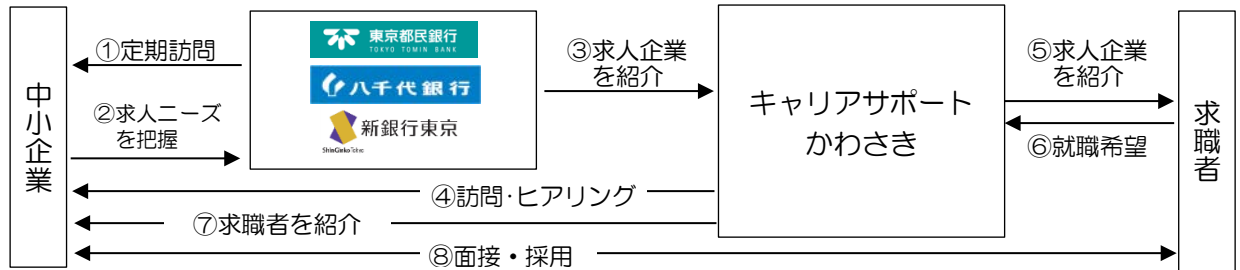 中小企業
①定期訪問
②求人ニーズ
を把握
東京都民銀行
TOKYO TOMIN BANK
八千代銀行
新銀行東京
ShinGinko Tokyo
③求人企業
を紹介
キャリアサポート
かわさき
⑤求人企業
を紹介
⑥就職希望
求職者
④訪問・ヒアリング
⑦求職者を紹介
⑧面接・採用